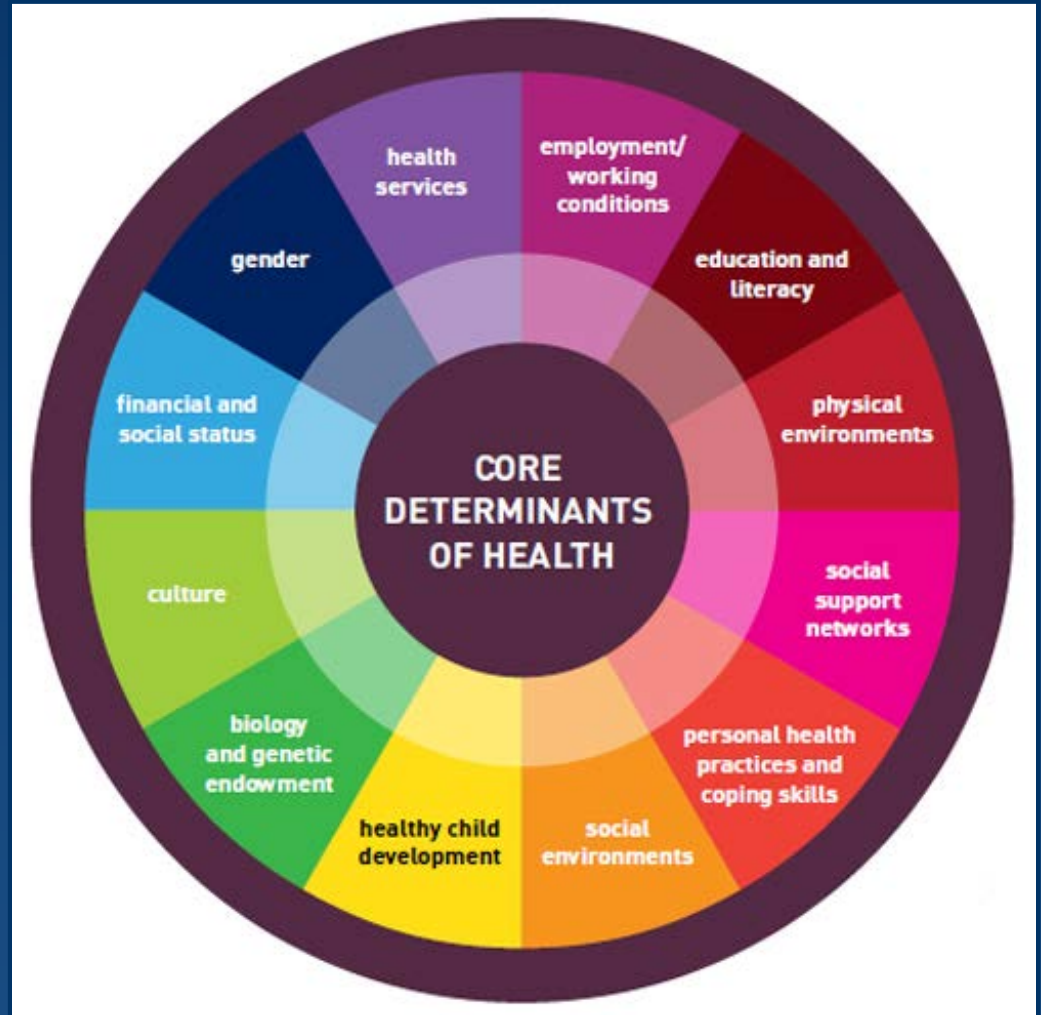 health
services
employment/
working
conditions
education and
literacy
physical
environments
social
support
networks
personal health
practices and
coping skills
social
environments
healthy child
development
biology
and genetic
endowment
culture
financial and
social status
gender
CORE
DETERMINANTS
OF HEALTH